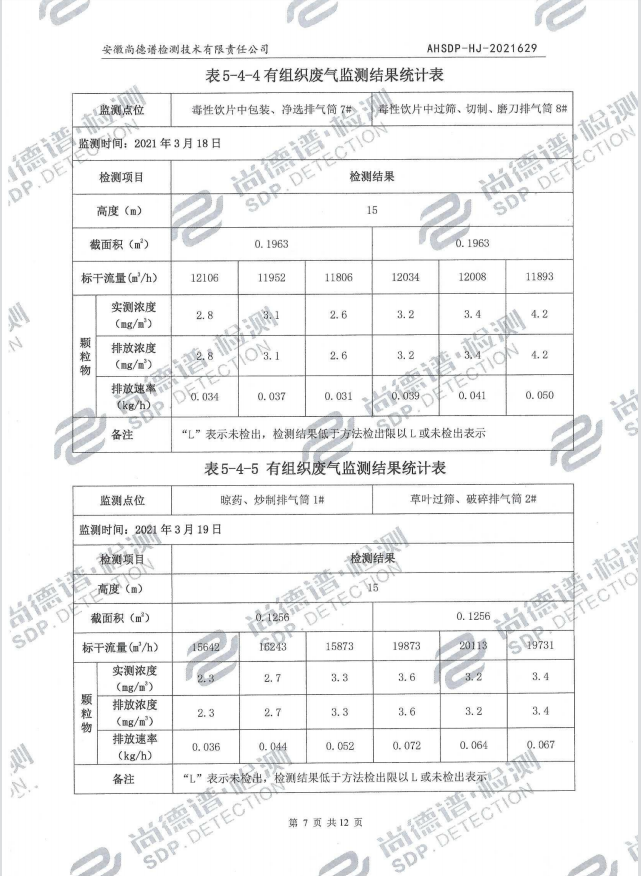 安徽尚德谱检测技术有限责任公司 AHSDP-HJ-2021629
表5-4-4 有组织废气监测结果统计表
监测点位 毒性饮片中包装、净选排气筒 7# 毒性饮片中过筛、切制、磨刀排气筒 8#
监测时间：2021 年 3 月 18 日
检测项目 检测结果
高度（m） 15
截面积（㎡） 0.1963 0.1963
标干流量(m³/h) 12106 11952 11806 12034 12008 11893
颗粒物
实测浓度（mg/m³） 2.8 3.1 2.6 3.2 3.4 4.2
排放浓度（mg/m³） 2.8 3.1 2.6 3.2 3.4 4.2
排放速率（kg/h） 0.034 0.037 0.031 0.039 0.041 0.050
备注 “L”表示未检出，检测结果低于方法检出限以 L 或未检出表示
表5-4-5 有组织废气监测结果统计表
监测点位 晾药、炒制排气筒 1# 草叶过筛、破碎排气筒 2#
监测时间：2021 年 3 月 19 日
检测项目 检测结果
高度（m） 15
截面积（㎡） 0.1256 0.1256
标干流量(m³/h) 15642 16243 15873 19873 20113 19731
颗粒物
实测浓度（mg/m³） 2.3 2.7 3.3 3.6 3.2 3.4
排放浓度（mg/m³） 2.3 2.7 3.3 3.6 3.2 3.4
排放速率（kg/h） 0.036 0.044 0.052 0.072 0.064 0.067
备注 “L”表示未检出，检测结果低于方法检出限以 L 或未检出表示
第 7 页 共 12 页
尚德谱·检测
SDP.DETECTION